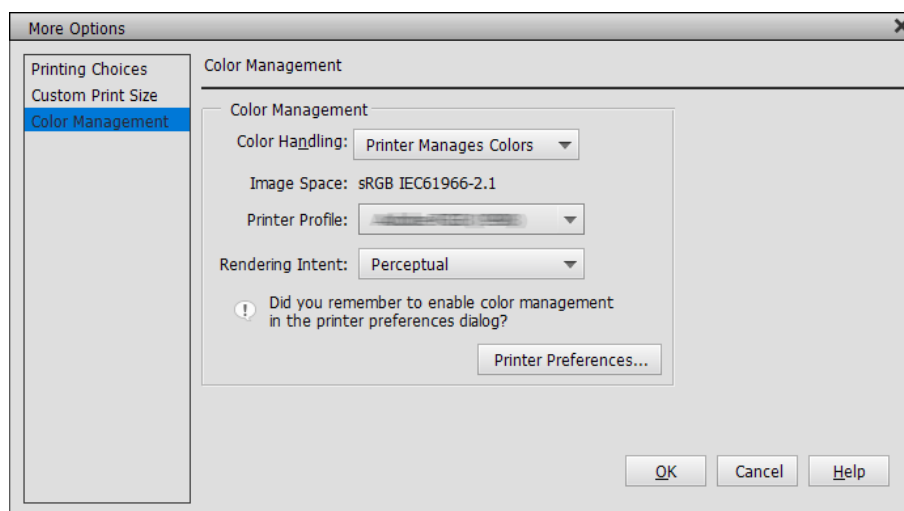 More Options
Printing Choices
Custom Print Size
Color Management
Color Management
Color Management
Color Handling: Printer Manages Colors
Image Space: sRGB IEC61966-2.1
Printer Profile:
Rendering Intent: Perceptual
! Did you remember to enable color management
in the printer preferences dialog?
Printer Preferences...
OK Cancel Help